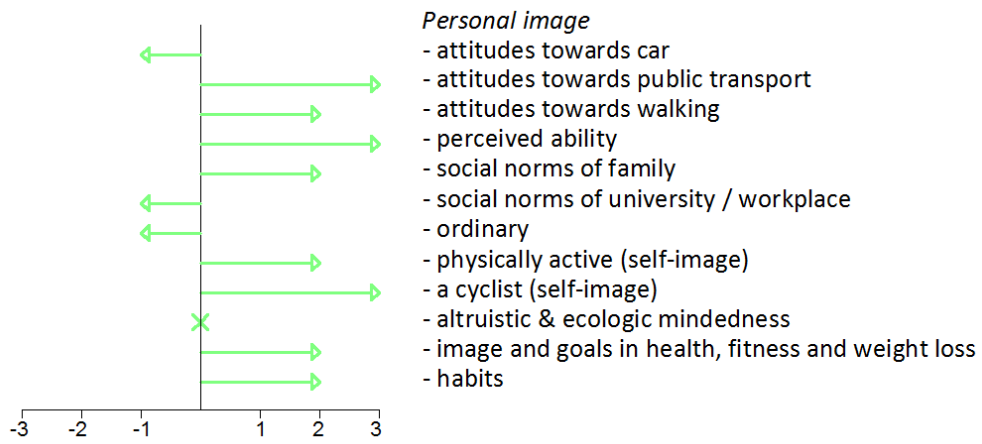 Personal image
- attitudes towards car
- attitudes towards public transport
- attitudes towards walking
- perceived ability
- social norms of family
- social norms of university / workplace
- ordinary
- physically active (self-image)
- a cyclist (self-image)
- altruistic & ecologic mindedness
- image and goals in health, fitness and weight loss
- habits
-3 -2 -1 1 2 3